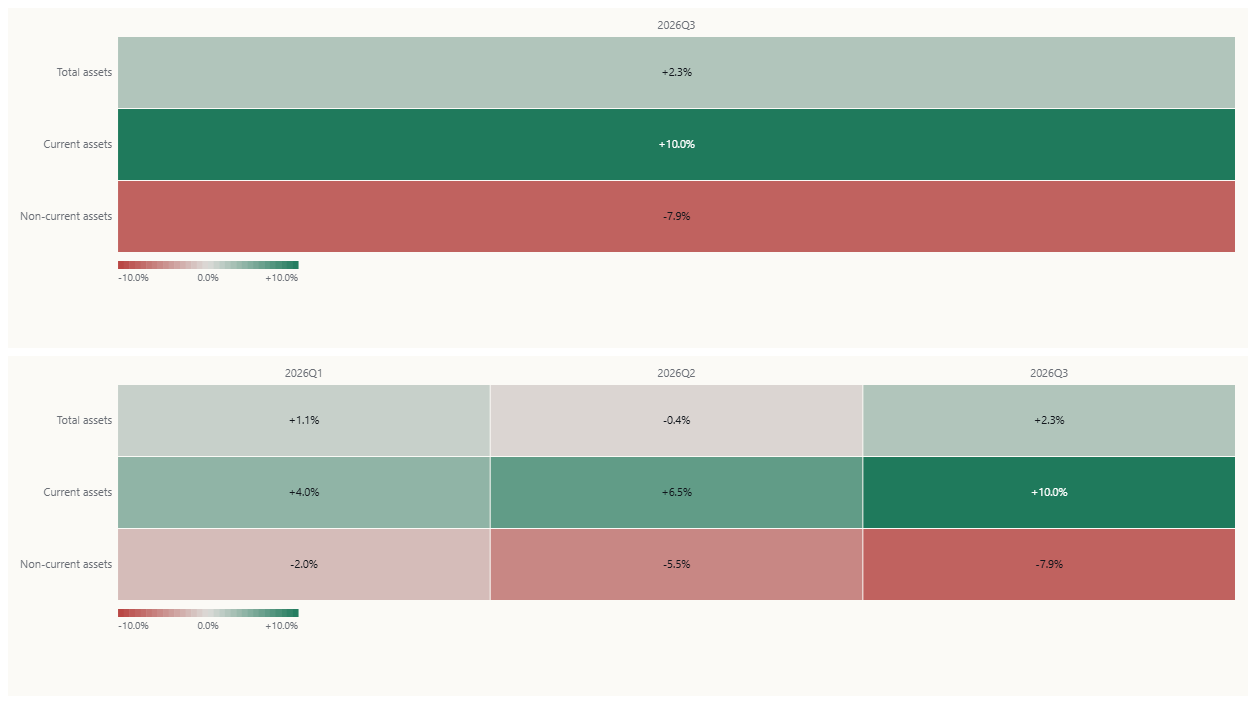 2026Q3
Total assets +2.3%
Current assets +10.0%
Non-current assets -7.9%
-10.0% 0.0% +10.0%
2026Q1 2026Q2 2026Q3
Total assets +1.1% -0.4% +2.3%
Current assets +4.0% +6.5% +10.0%
Non-current assets -2.0% -5.5% -7.9%
-10.0% 0.0% +10.0%